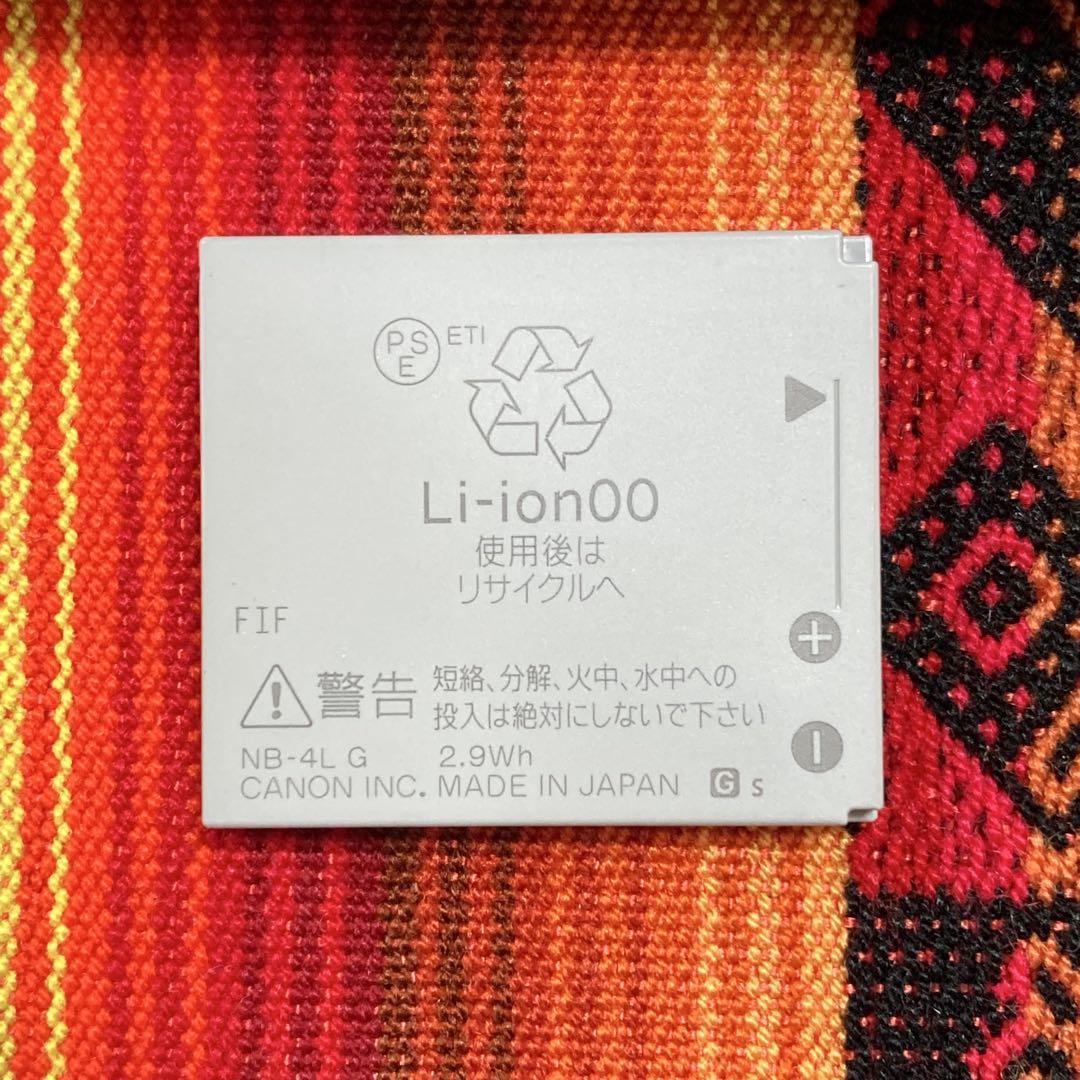 PSE ETI
Li-ion00
使用後は
リサイクルへ
FIF
警告 短絡、分解、火中、水中への
投入は絶対にしないで下さい
NB-4L G 2.9Wh
CANON INC. MADE IN JAPAN G s